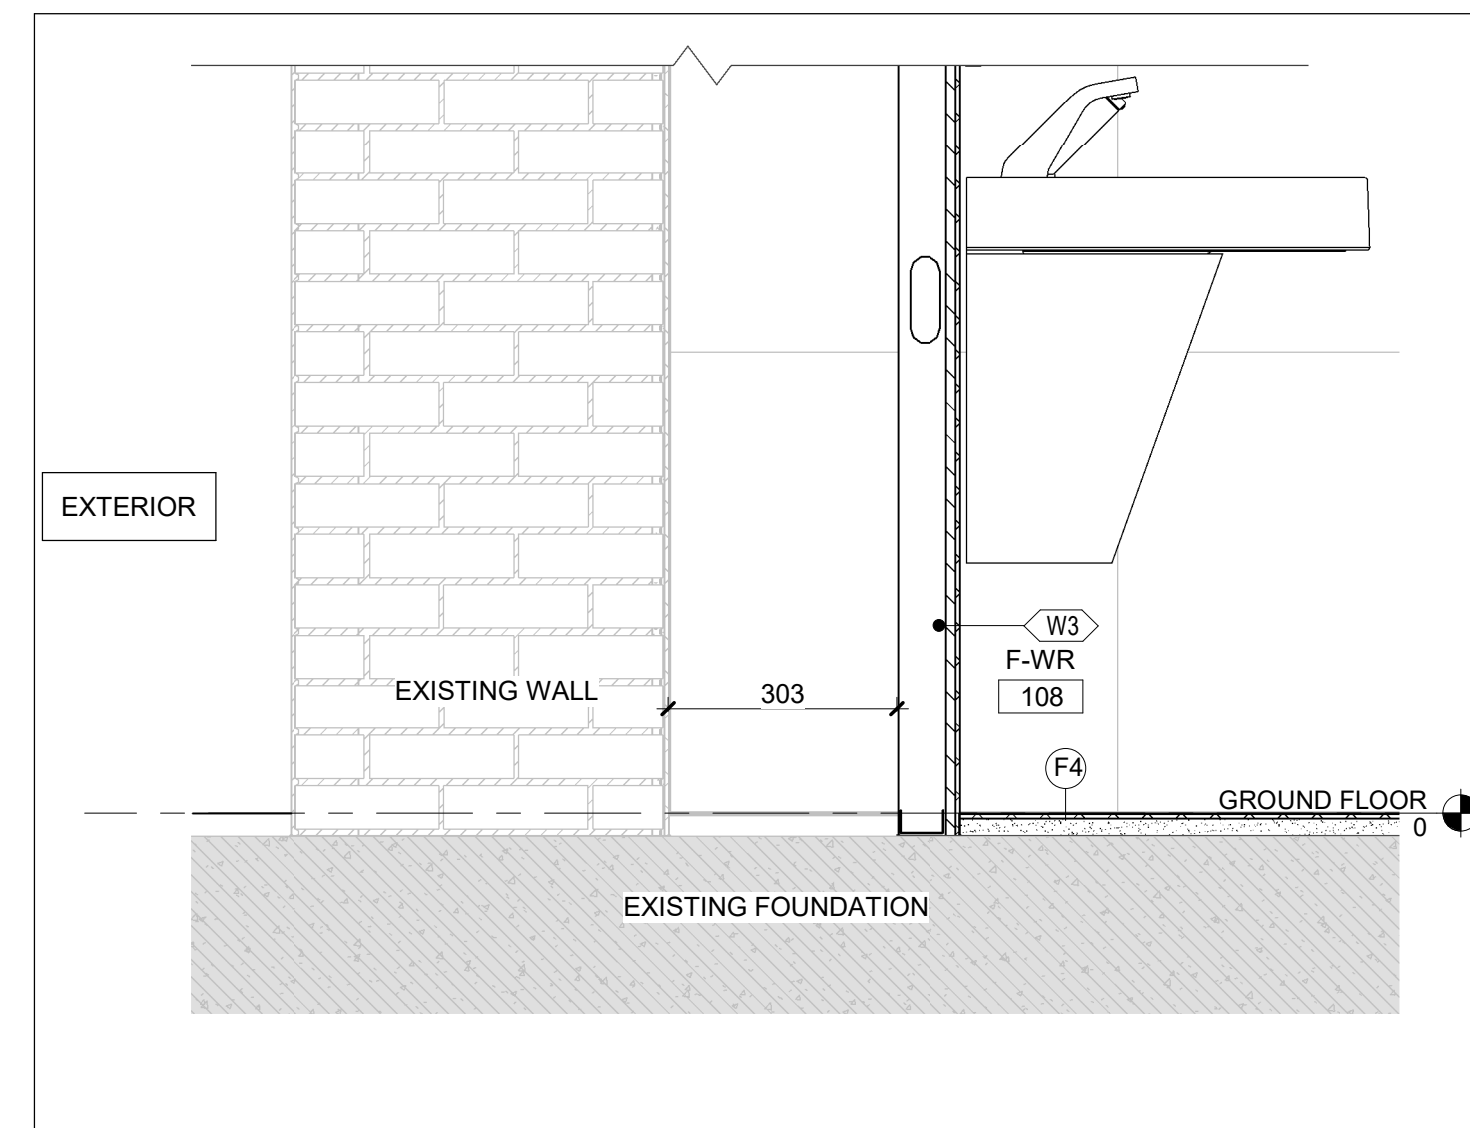 EXTERIOR
W3
F-WR
EXISTING WALL
303
108
F4
GROUND FLOOR
0
EXISTING FOUNDATION